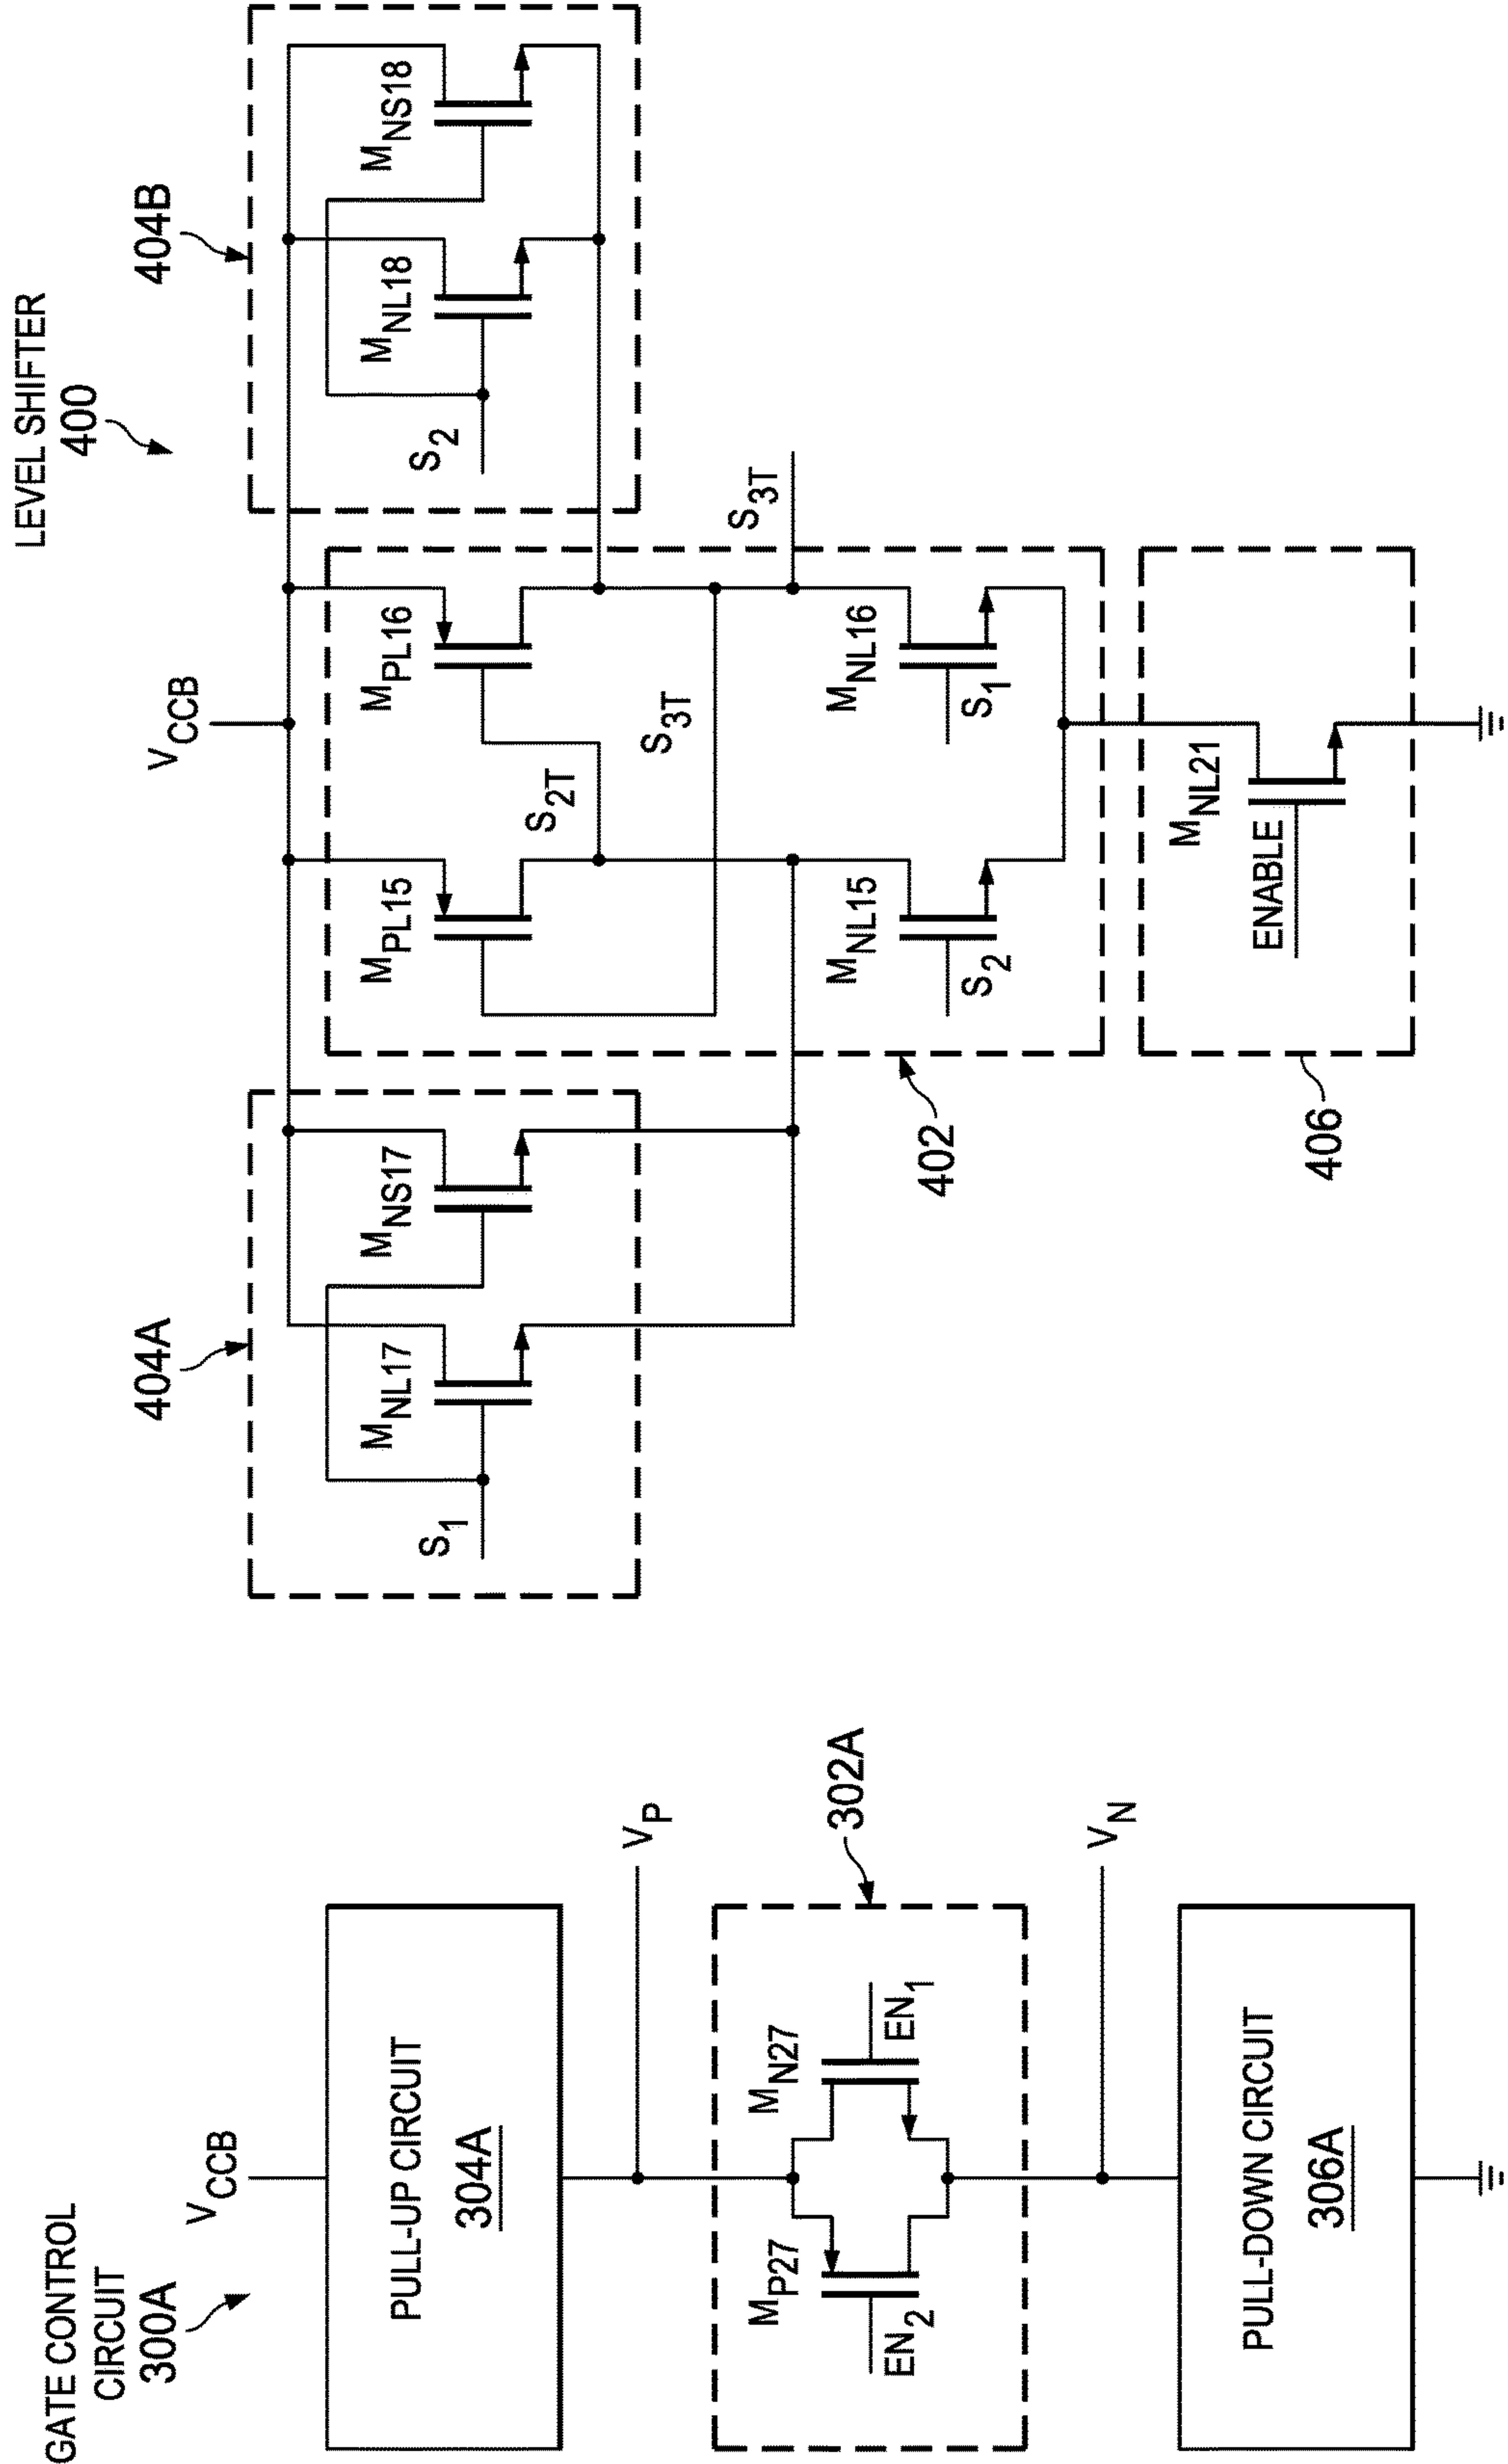 GATE CONTROL
CIRCUIT
300A
V_CCB
PULL-UP CIRCUIT
304A
V_P
302A
M_P27
M_N27
EN_2
EN_1
V_N
PULL-DOWN CIRCUIT
306A
LEVEL SHIFTER
400
V_CCB
404A
M_NL17
M_NS17
S_1
404B
M_NL18
M_NS18
S_2
M_PL15
M_PL16
S_2T
S_3T
S_3T
M_NL15
M_NL16
S_2
S_1
402
M_NL21
ENABLE
406